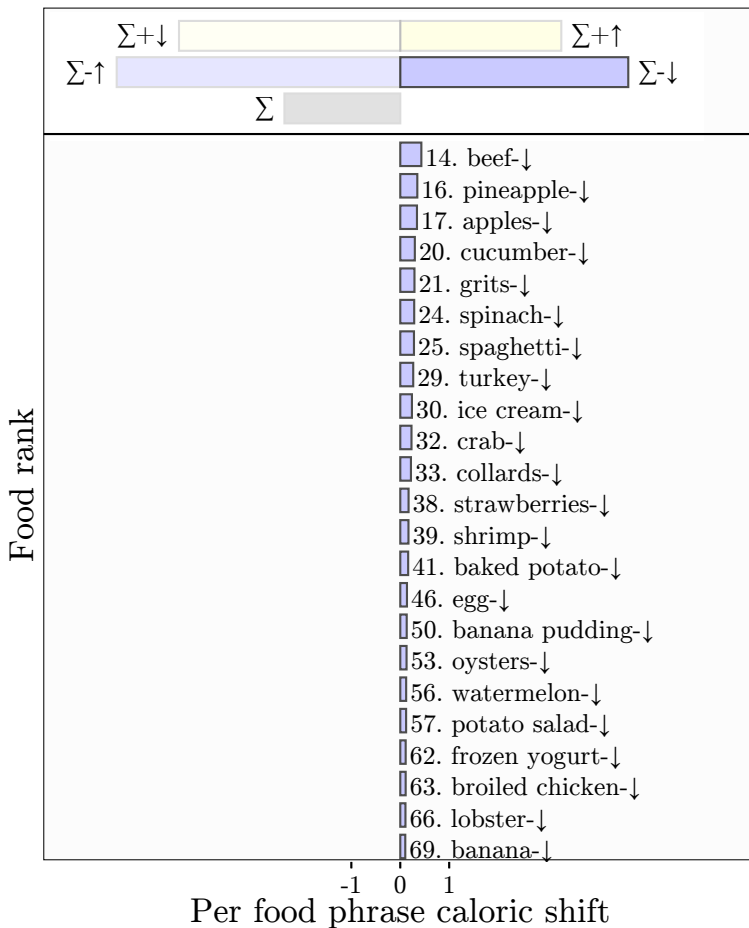 ∑+↓ ∑+↑
∑-↑ ∑-↓
∑
14. beef-↓
16. pineapple-↓
17. apples-↓
20. cucumber-↓
21. grits-↓
24. spinach-↓
25. spaghetti-↓
29. turkey-↓
30. ice cream-↓
32. crab-↓
33. collards-↓
38. strawberries-↓
39. shrimp-↓
41. baked potato-↓
46. egg-↓
50. banana pudding-↓
53. oysters-↓
56. watermelon-↓
57. potato salad-↓
62. frozen yogurt-↓
63. broiled chicken-↓
66. lobster-↓
69. banana-↓
Food rank
-1 0 1
Per food phrase caloric shift